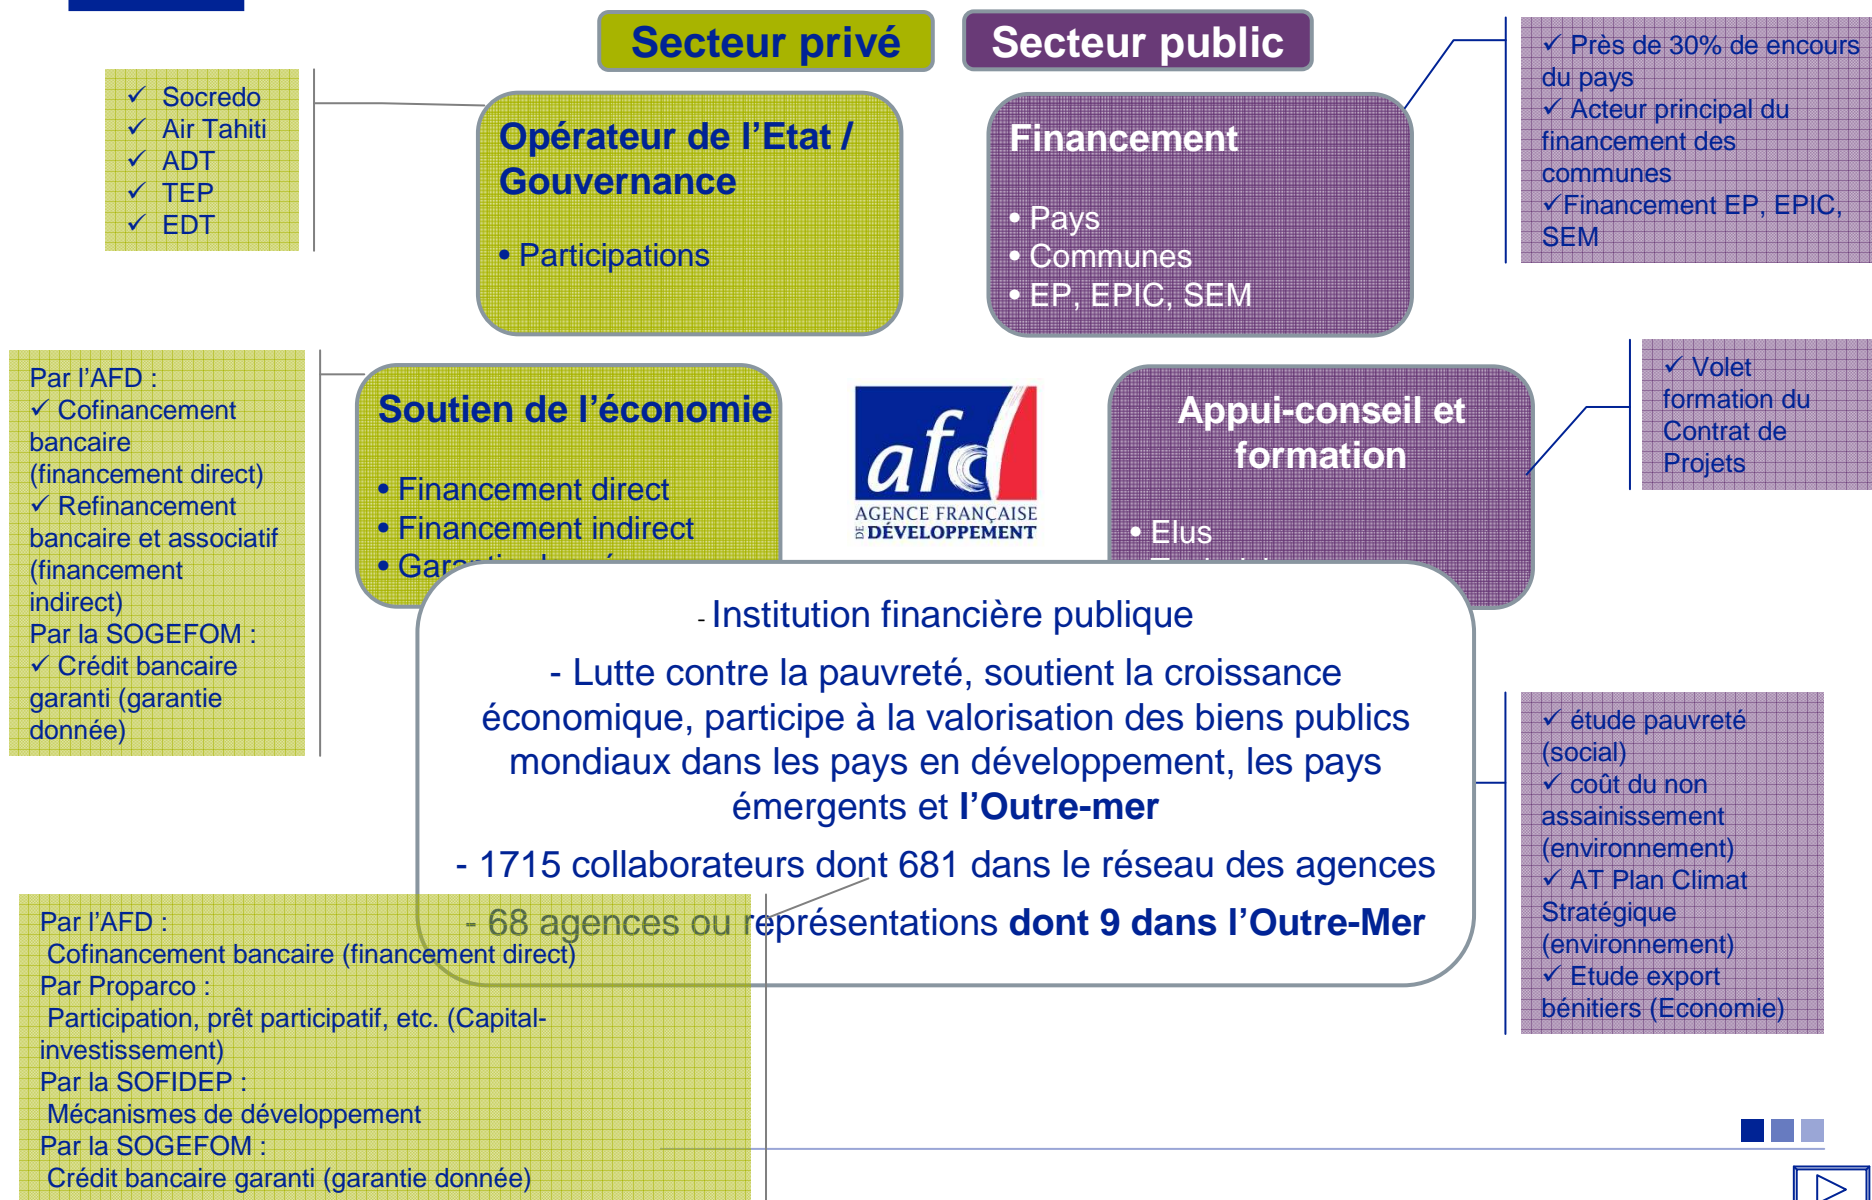 Secteur privé
Secteur public
✓ Socredo
✓ Air Tahiti
✓ ADT
✓ TEP
✓ EDT
Opérateur de l’Etat /
Gouvernance
• Participations
Financement
• Pays
• Communes
• EP, EPIC, SEM
✓ Près de 30% de encours
du pays
✓ Acteur principal du
financement des
communes
✓Financement EP, EPIC,
SEM
Par l’AFD :
✓ Cofinancement
bancaire
(financement direct)
✓ Refinancement
bancaire et associatif
(financement
indirect)
Par la SOGEFOM :
✓ Crédit bancaire
garanti (garantie
donnée)
Soutien de l’économie
• Financement direct
• Financement indirect
afd
AGENCE FRANÇAISE
DE DÉVELOPPEMENT
Appui-conseil et
formation
• Elus
✓ Volet
formation du
Contrat de
Projets
- Institution financière publique
- Lutte contre la pauvreté, soutient la croissance
économique, participe à la valorisation des biens publics
mondiaux dans les pays en développement, les pays
émergents et l’Outre-mer
- 1715 collaborateurs dont 681 dans le réseau des agences
- 68 agences ou représentations dont 9 dans l’Outre-Mer
✓ étude pauvreté
(social)
✓ coût du non
assainissement
(environnement)
✓ AT Plan Climat
Stratégique
(environnement)
✓ Etude export
bénitiers (Economie)
Par l’AFD :
Cofinancement bancaire (financement direct)
Par Proparco :
Participation, prêt participatif, etc. (Capital-
investissement)
Par la SOFIDEP :
Mécanismes de développement
Par la SOGEFOM :
Crédit bancaire garanti (garantie donnée)